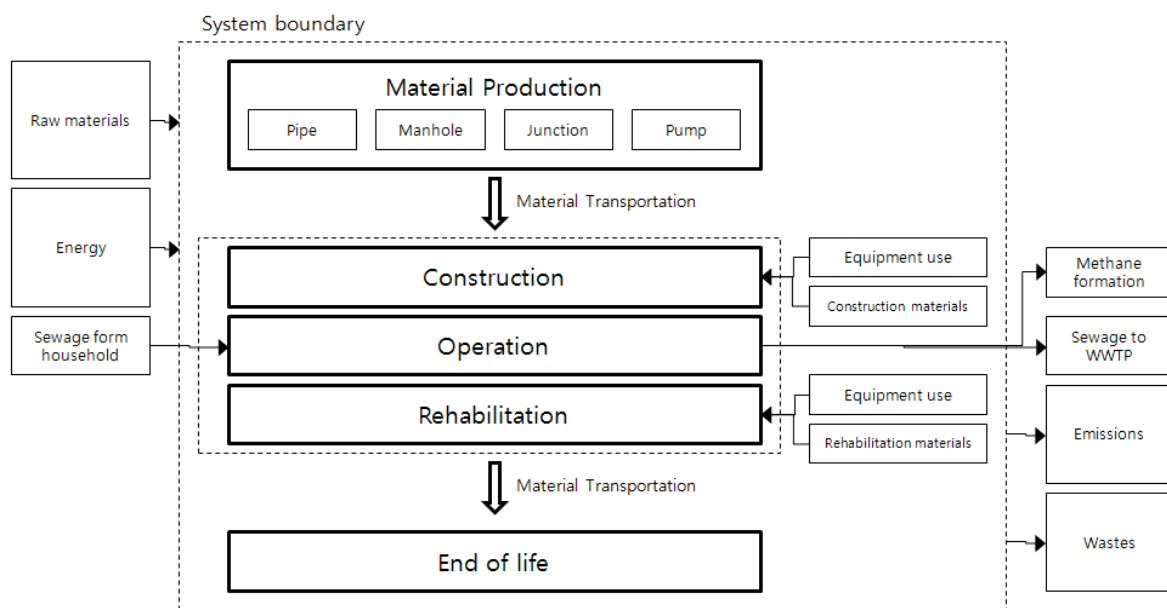 System boundary
Raw materials
Energy
Sewage form
household
Material Production
Pipe
Manhole
Junction
Pump
Material Transportation
Construction
Operation
Rehabilitation
Equipment use
Construction materials
Equipment use
Rehabilitation materials
Material Transportation
End of life
Methane
formation
Sewage to
WWTP
Emissions
Wastes